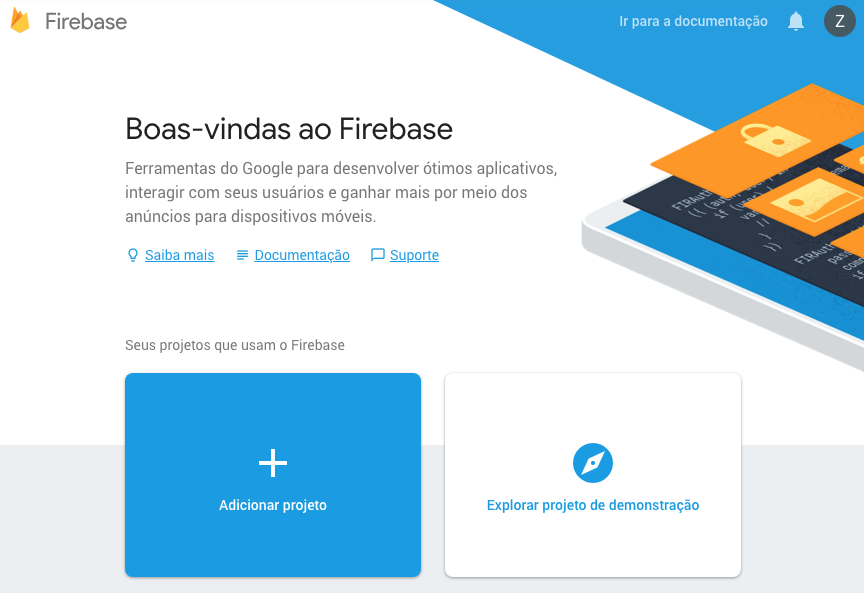 Firebase
Ir para a documentação
Z
Boas-vindas ao Firebase
Ferramentas do Google para desenvolver ótimos aplicativos,
interagir com seus usuários e ganhar mais por meio dos
anúncios para dispositivos móveis.
Saiba mais
Documentação
Suporte
Seus projetos que usam o Firebase
Adicionar projeto
Explorar projeto de demonstração